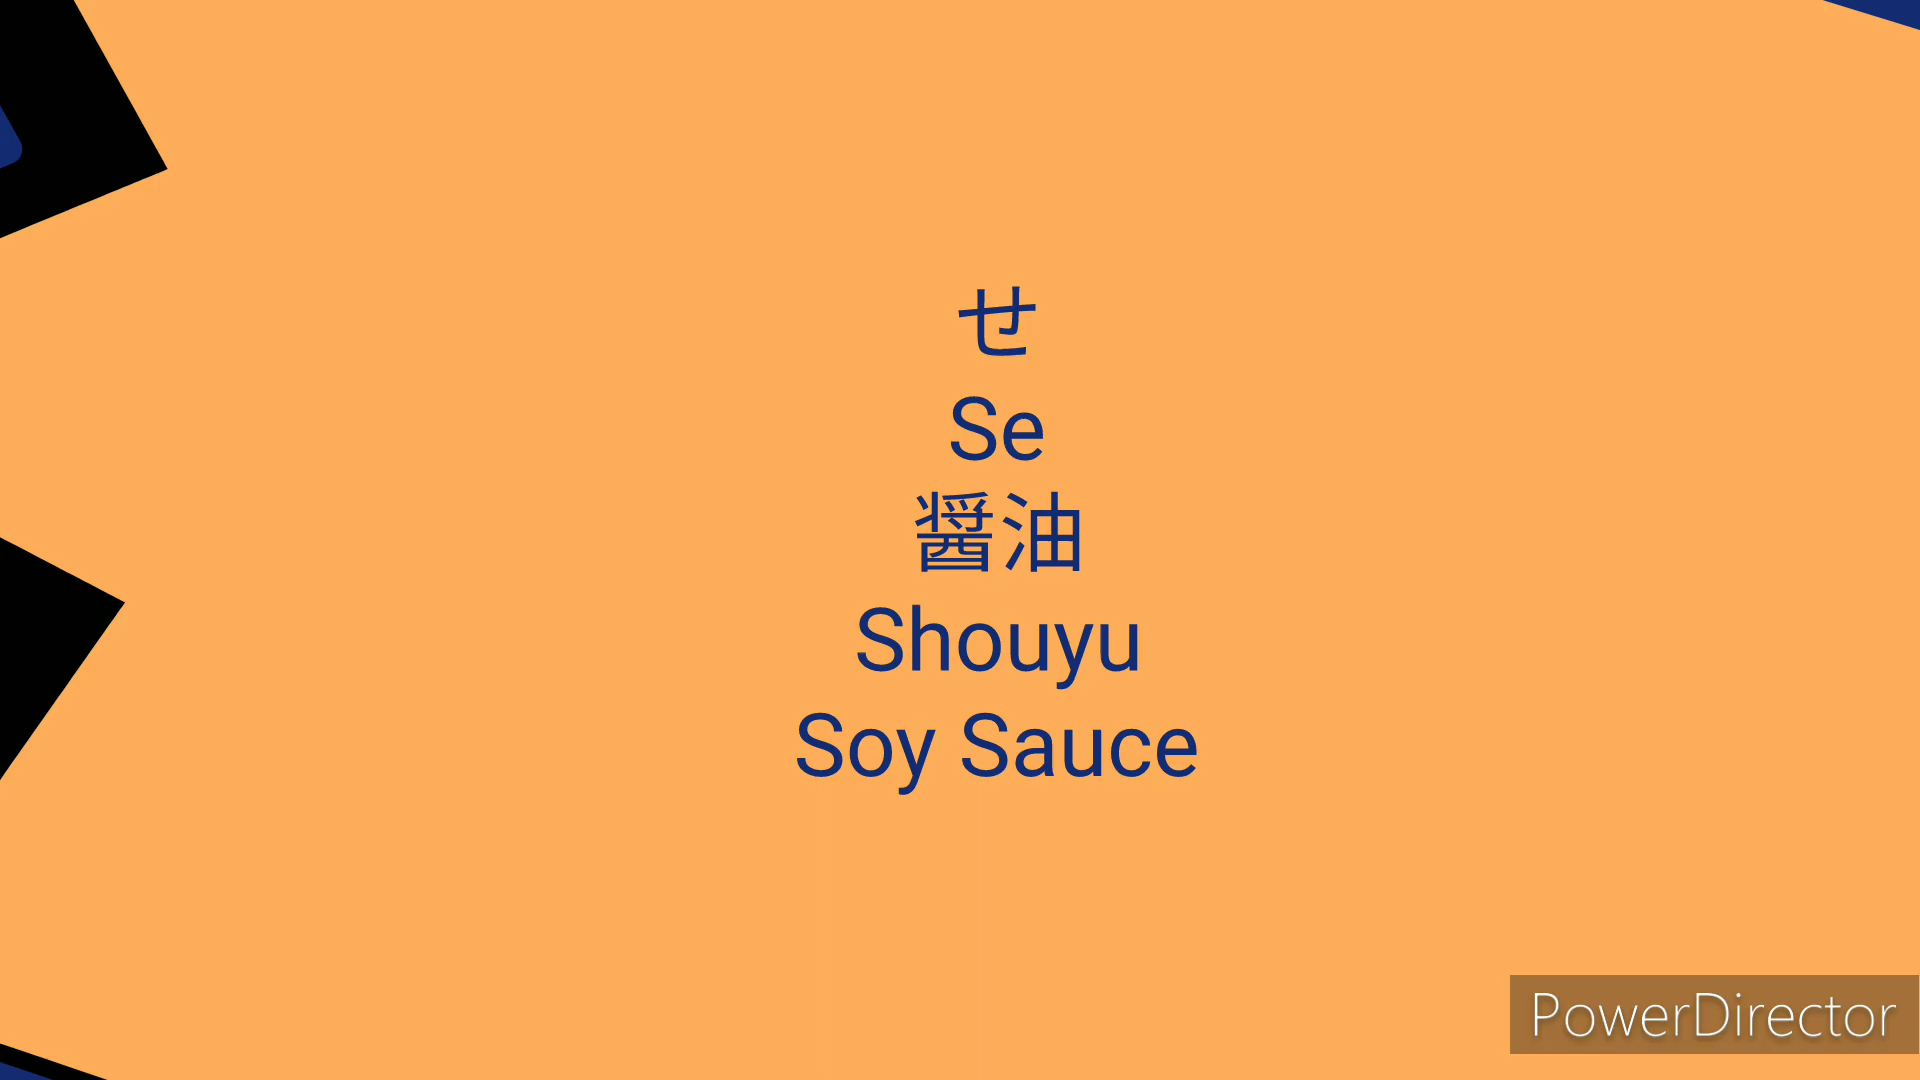 せ
Se
醤油
Shouyu
Soy Sauce
PowerDirector